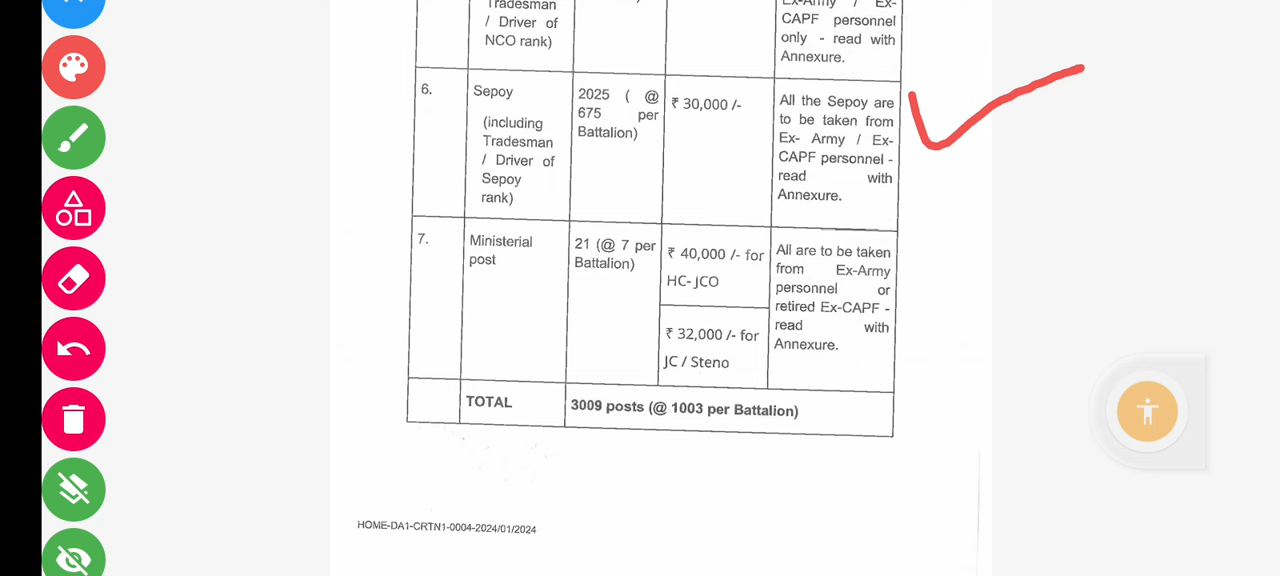 Tradesman
/ Driver of
NCO rank)
Ex-Army / Ex-
CAPF personnel
only - read with
Annexure.
6.
Sepoy
(including
Tradesman
/ Driver of
Sepoy
rank)
2025 ( @
675 per
Battalion)
₹ 30,000 /-
All the Sepoy are
to be taken from
Ex- Army / Ex-
CAPF personnel -
read with
Annexure.
7.
Ministerial
post
21 (@ 7 per
Battalion)
₹ 40,000 /- for
HC- JCO
₹ 32,000 /- for
JC / Steno
All are to be taken
from Ex-Army
personnel or
retired Ex-CAPF -
read with
Annexure.
TOTAL
3009 posts (@ 1003 per Battalion)
HOME-DA1-CRTN1-0004-2024/01/2024